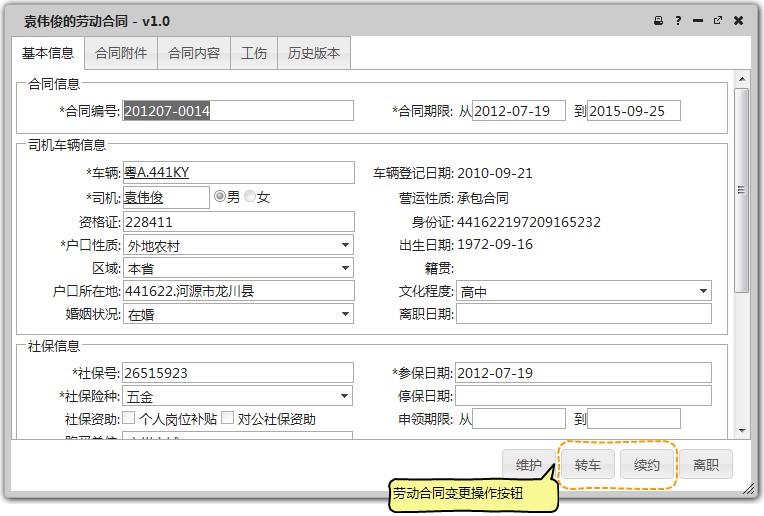 袁伟俊的劳动合同 - v1.0
基本信息 合同附件 合同内容 工伤 历史版本
合同信息
*合同编号: 201207-0014 *合同期限: 从 2012-07-19 到 2015-09-25
司机车辆信息
*车辆: 粤A.441KY 车辆登记日期: 2010-09-21
*司机: 袁伟俊 男 女 营运性质: 承包合同
资格证: 228411 身份证: 441622197209165232
*户口性质: 外地农村 出生日期: 1972-09-16
区域: 本省 籍贯:
户口所在地: 441622.河源市龙川县 文化程度: 高中
婚姻状况: 在婚 离职日期:
社保信息
*社保号: 26515923 *参保日期: 2012-07-19
*社保险种: 五金 停保日期:
社保资助: 个人岗位补贴 对公社保资助 申领期限: 从 到
维护 转车 续约 离职
劳动合同变更操作按钮